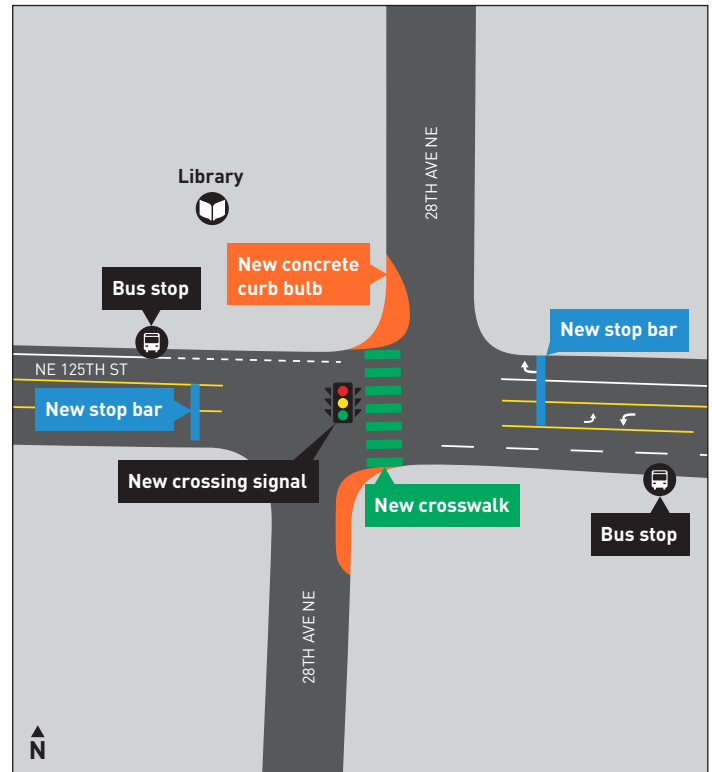 28TH AVE NE
Library
New concrete
curb bulb
Bus stop
New stop bar
NE 125TH ST
New stop bar
New crossing signal
New crosswalk
Bus stop
28TH AVE NE
N